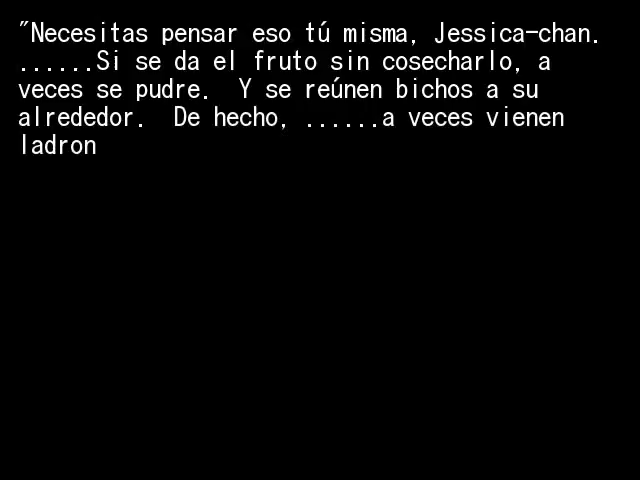 "Necesitas pensar eso tú misma, Jessica-chan.
......Si se da el fruto sin cosecharlo, a
veces se pudre.  Y se reúnen bichos a su
alrededor.  De hecho, ......a veces vienen
ladron